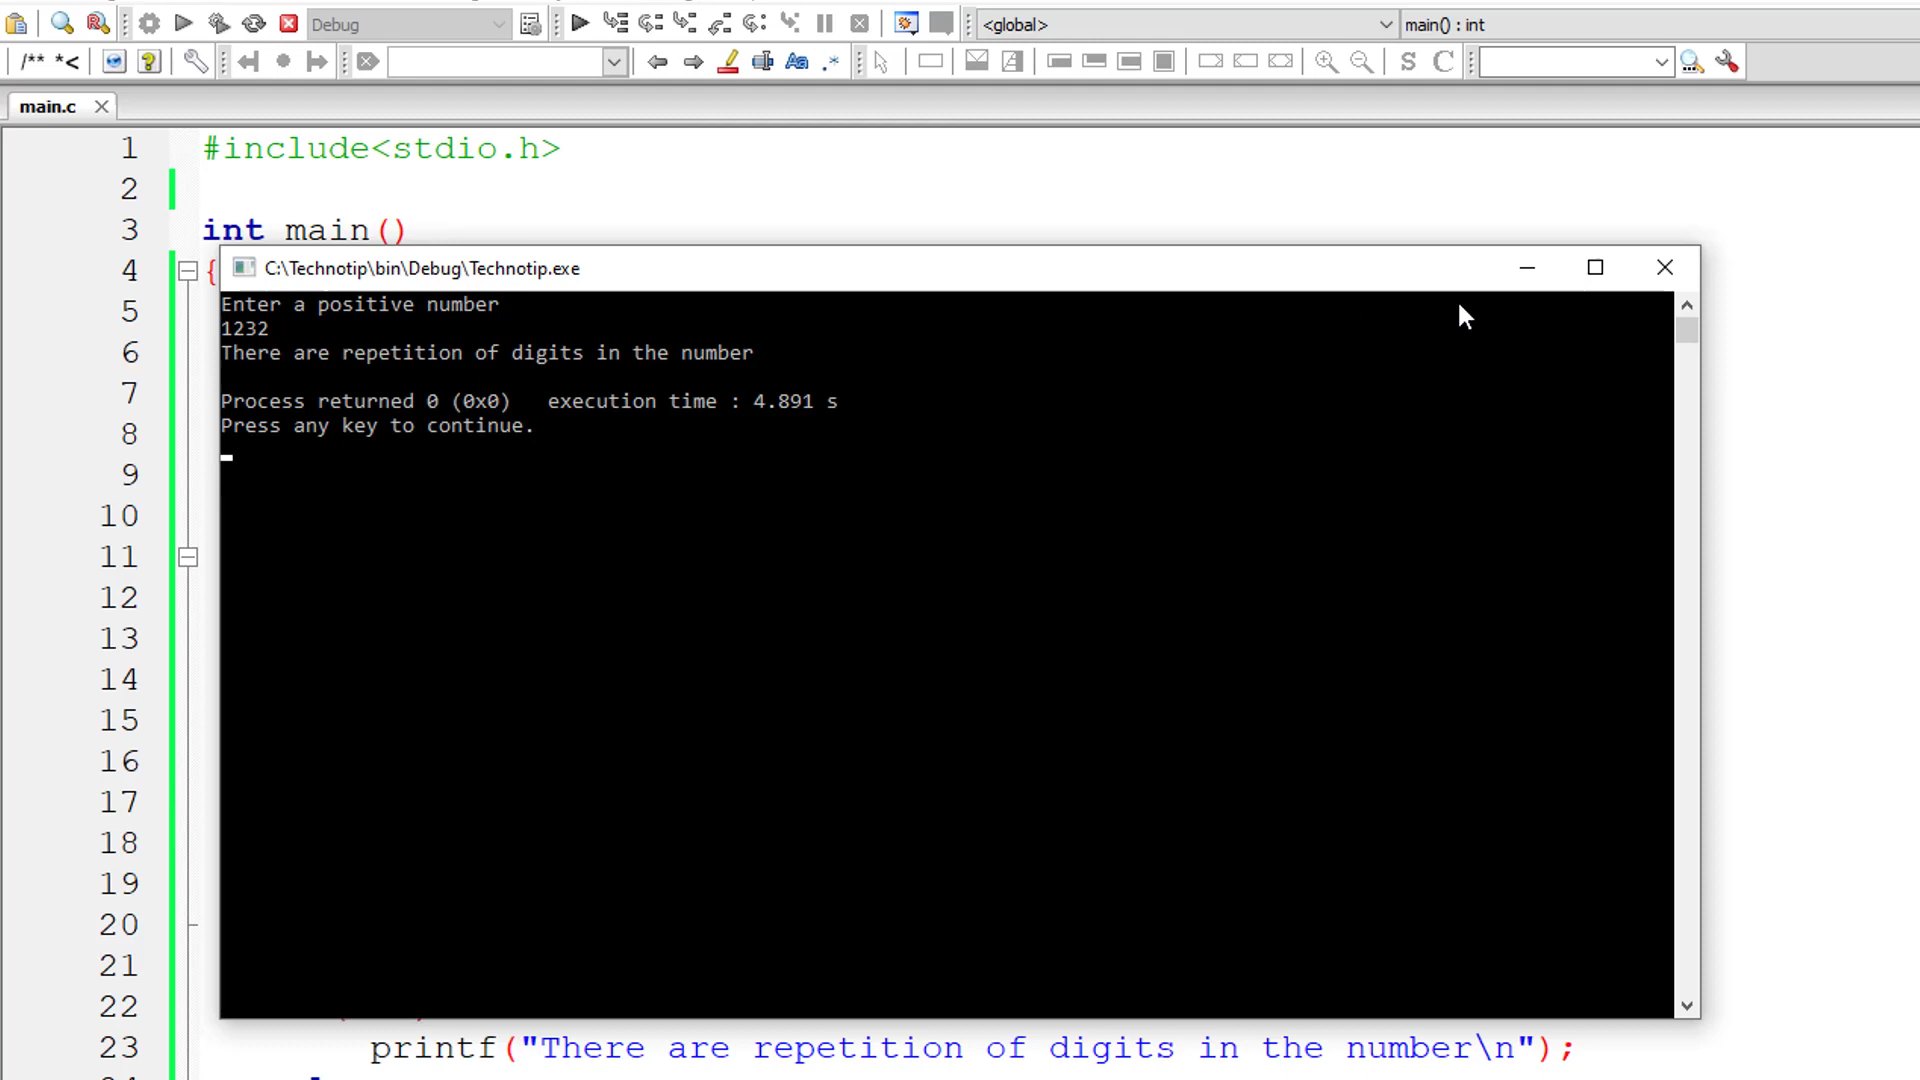 Debug
<global>
main() : int
/** *<
Aa
.*
S
C
main.c
1 #include<stdio.h>
2
3 int main()
4 {
C:\Technotip\bin\Debug\Technotip.exe
Enter a positive number
1232
There are repetition of digits in the number
Process returned 0 (0x0)   execution time : 4.891 s
Press any key to continue.
5
6
7
8
9
10
11
12
13
14
15
16
17
18
19
20
21
22
23 printf("There are repetition of digits in the number\n");